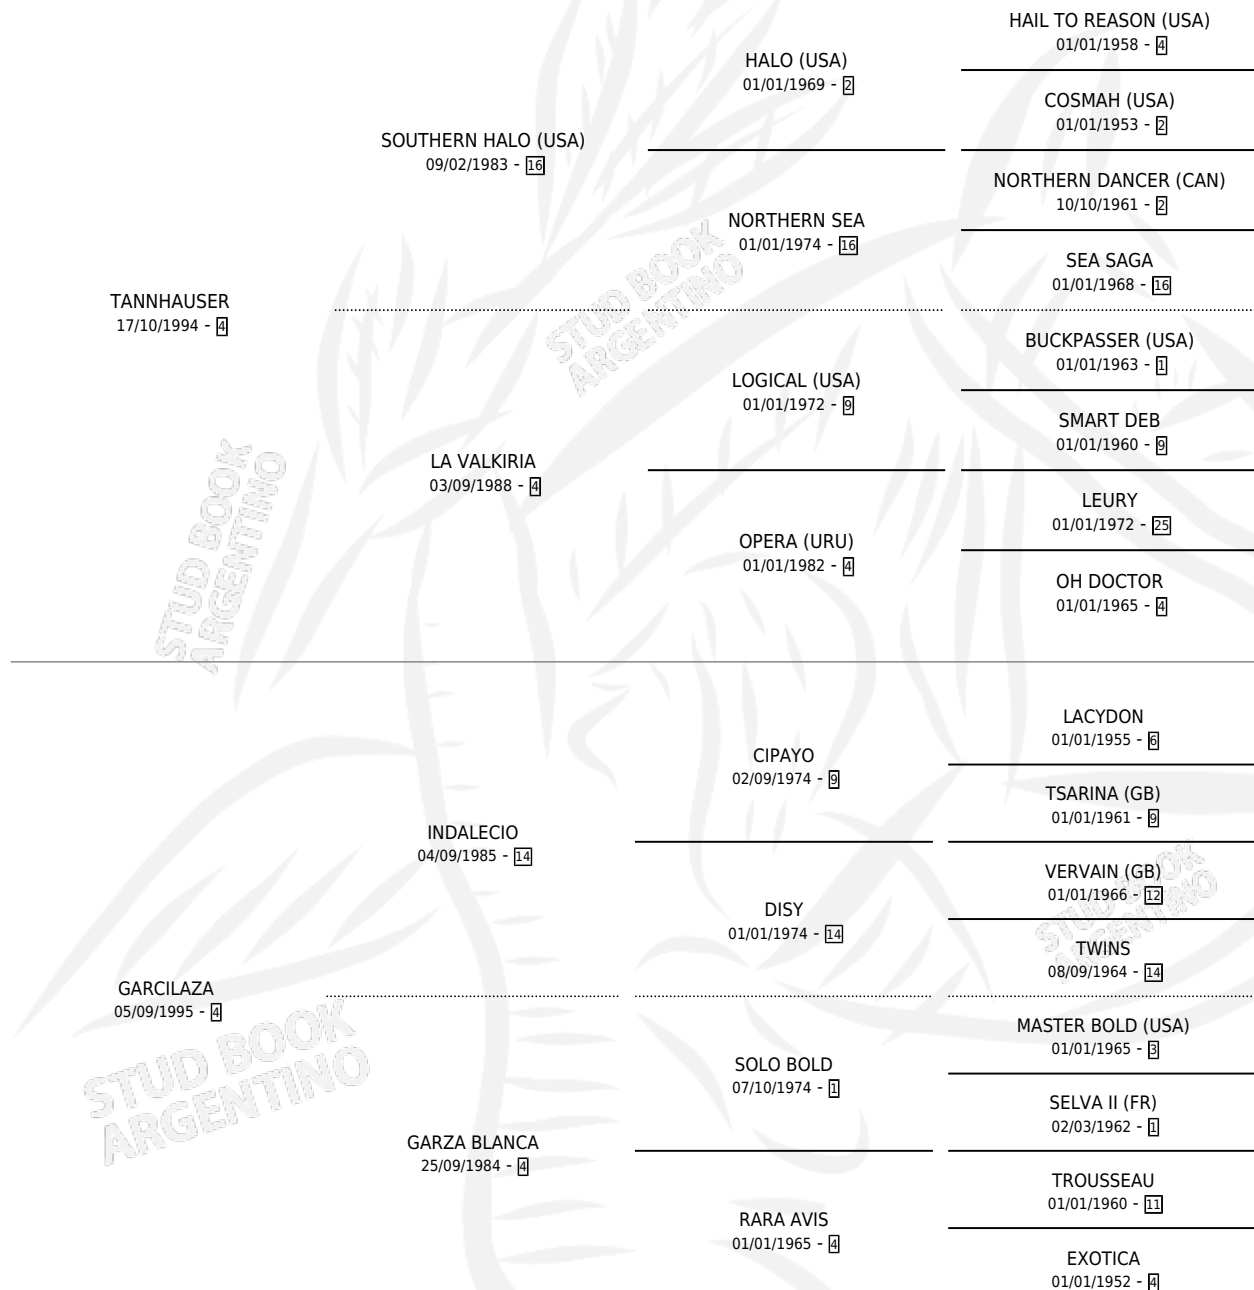 HAIL TO REASON (USA)
01/01/1958 - 4
HALO (USA)
01/01/1969 - 2
COSMAH (USA)
01/01/1953 - 2
SOUTHERN HALO (USA)
09/02/1983 - 16
NORTHERN DANCER (CAN)
10/10/1961 - 2
NORTHERN SEA
01/01/1974 - 16
SEA SAGA
01/01/1968 - 16
TANNHAUSER
17/10/1994 - 4
BUCKPASSER (USA)
01/01/1963 - 1
LOGICAL (USA)
01/01/1972 - 9
SMART DEB
01/01/1960 - 9
LA VALKIRIA
03/09/1988 - 4
LEURY
01/01/1972 - 25
OPERA (URU)
01/01/1982 - 4
OH DOCTOR
01/01/1965 - 4
LACYDON
01/01/1955 - 6
CIPAYO
02/09/1974 - 9
TSARINA (GB)
01/01/1961 - 9
INDALECIO
04/09/1985 - 14
VERVAIN (GB)
01/01/1966 - 12
DISY
01/01/1974 - 14
TWINS
08/09/1964 - 14
GARCILAZA
05/09/1995 - 4
MASTER BOLD (USA)
01/01/1965 - 3
SOLO BOLD
07/10/1974 - 1
SELVA II (FR)
02/03/1962 - 1
GARZA BLANCA
25/09/1984 - 4
TROUSSEAU
01/01/1960 - 11
RARA AVIS
01/01/1965 - 4
EXOTICA
01/01/1952 - 4
STUD BOOK
ARGENTINO
STUD BOOK
ARGENTINO
STUD BOOK
ARGENTINO
STUD BOOK
ARGENTINO